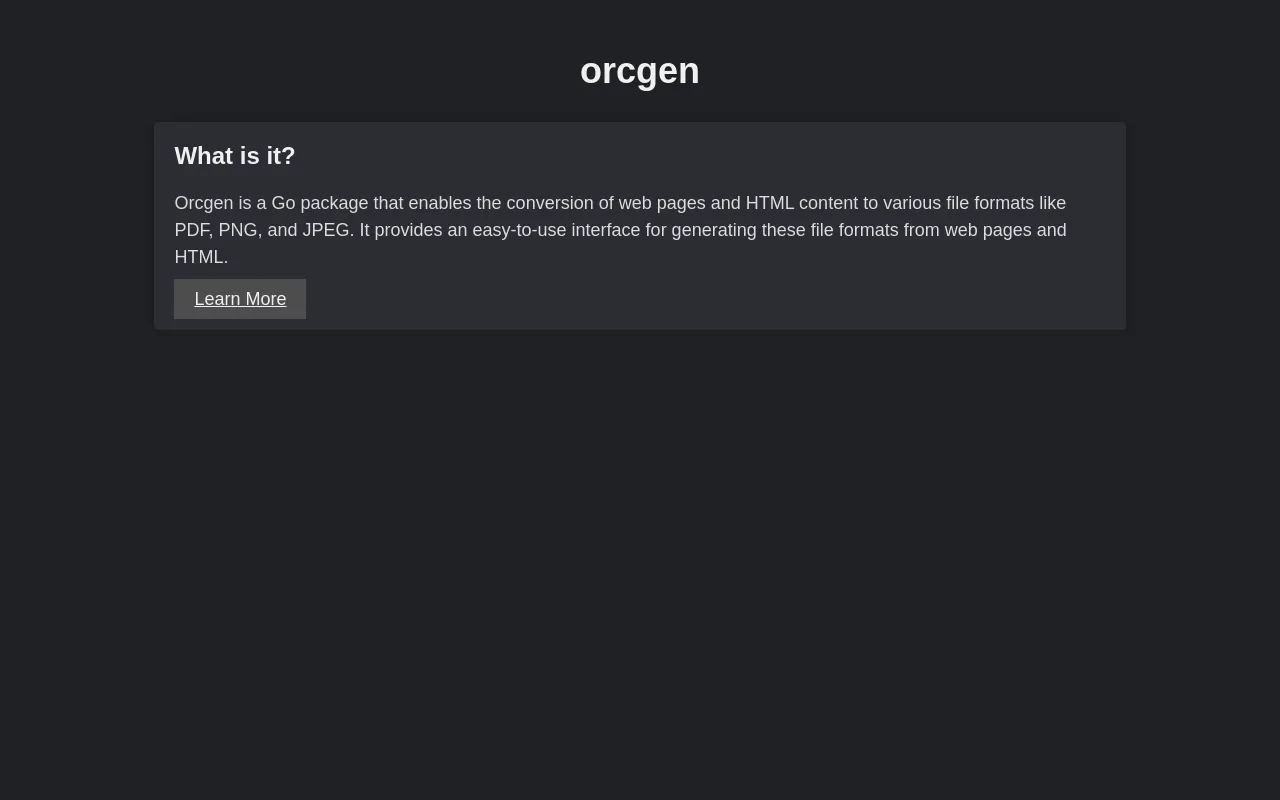 orcgen
What is it?
Orcgen is a Go package that enables the conversion of web pages and HTML content to various file formats like
PDF, PNG, and JPEG. It provides an easy-to-use interface for generating these file formats from web pages and
HTML.
Learn More